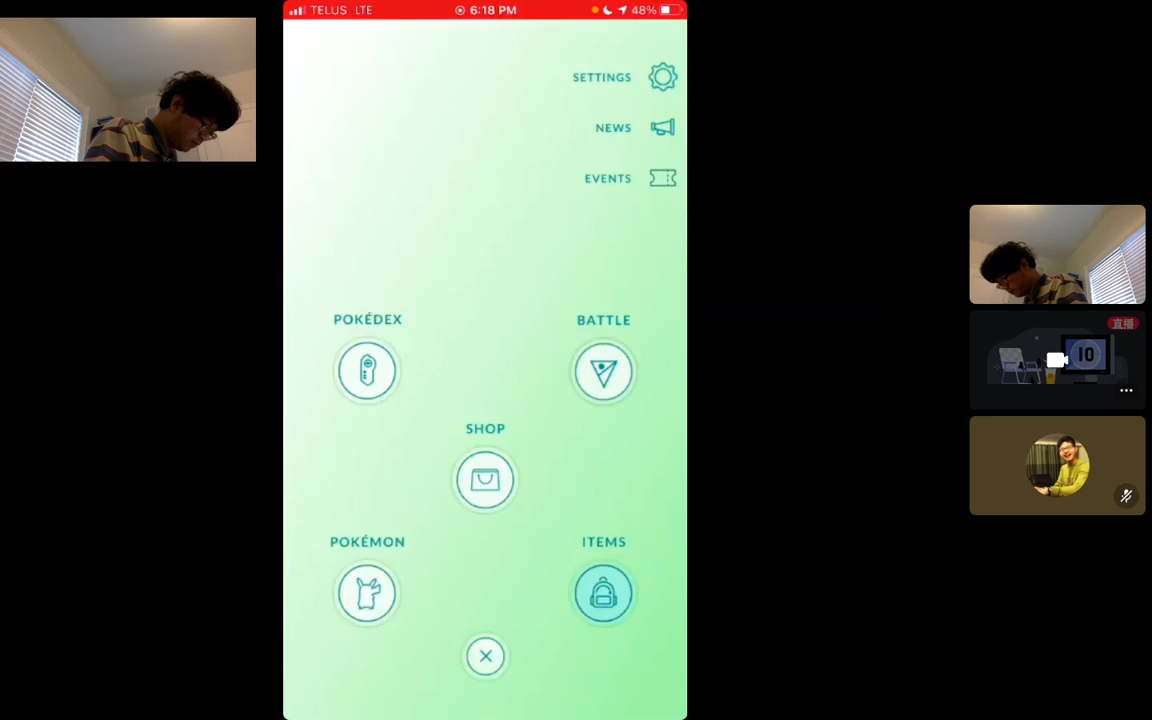 TELUS LTE 6:18 PM 48%
SETTINGS
NEWS
EVENTS
直播
10
POKÉDEX
BATTLE
SHOP
POKÉMON
ITEMS